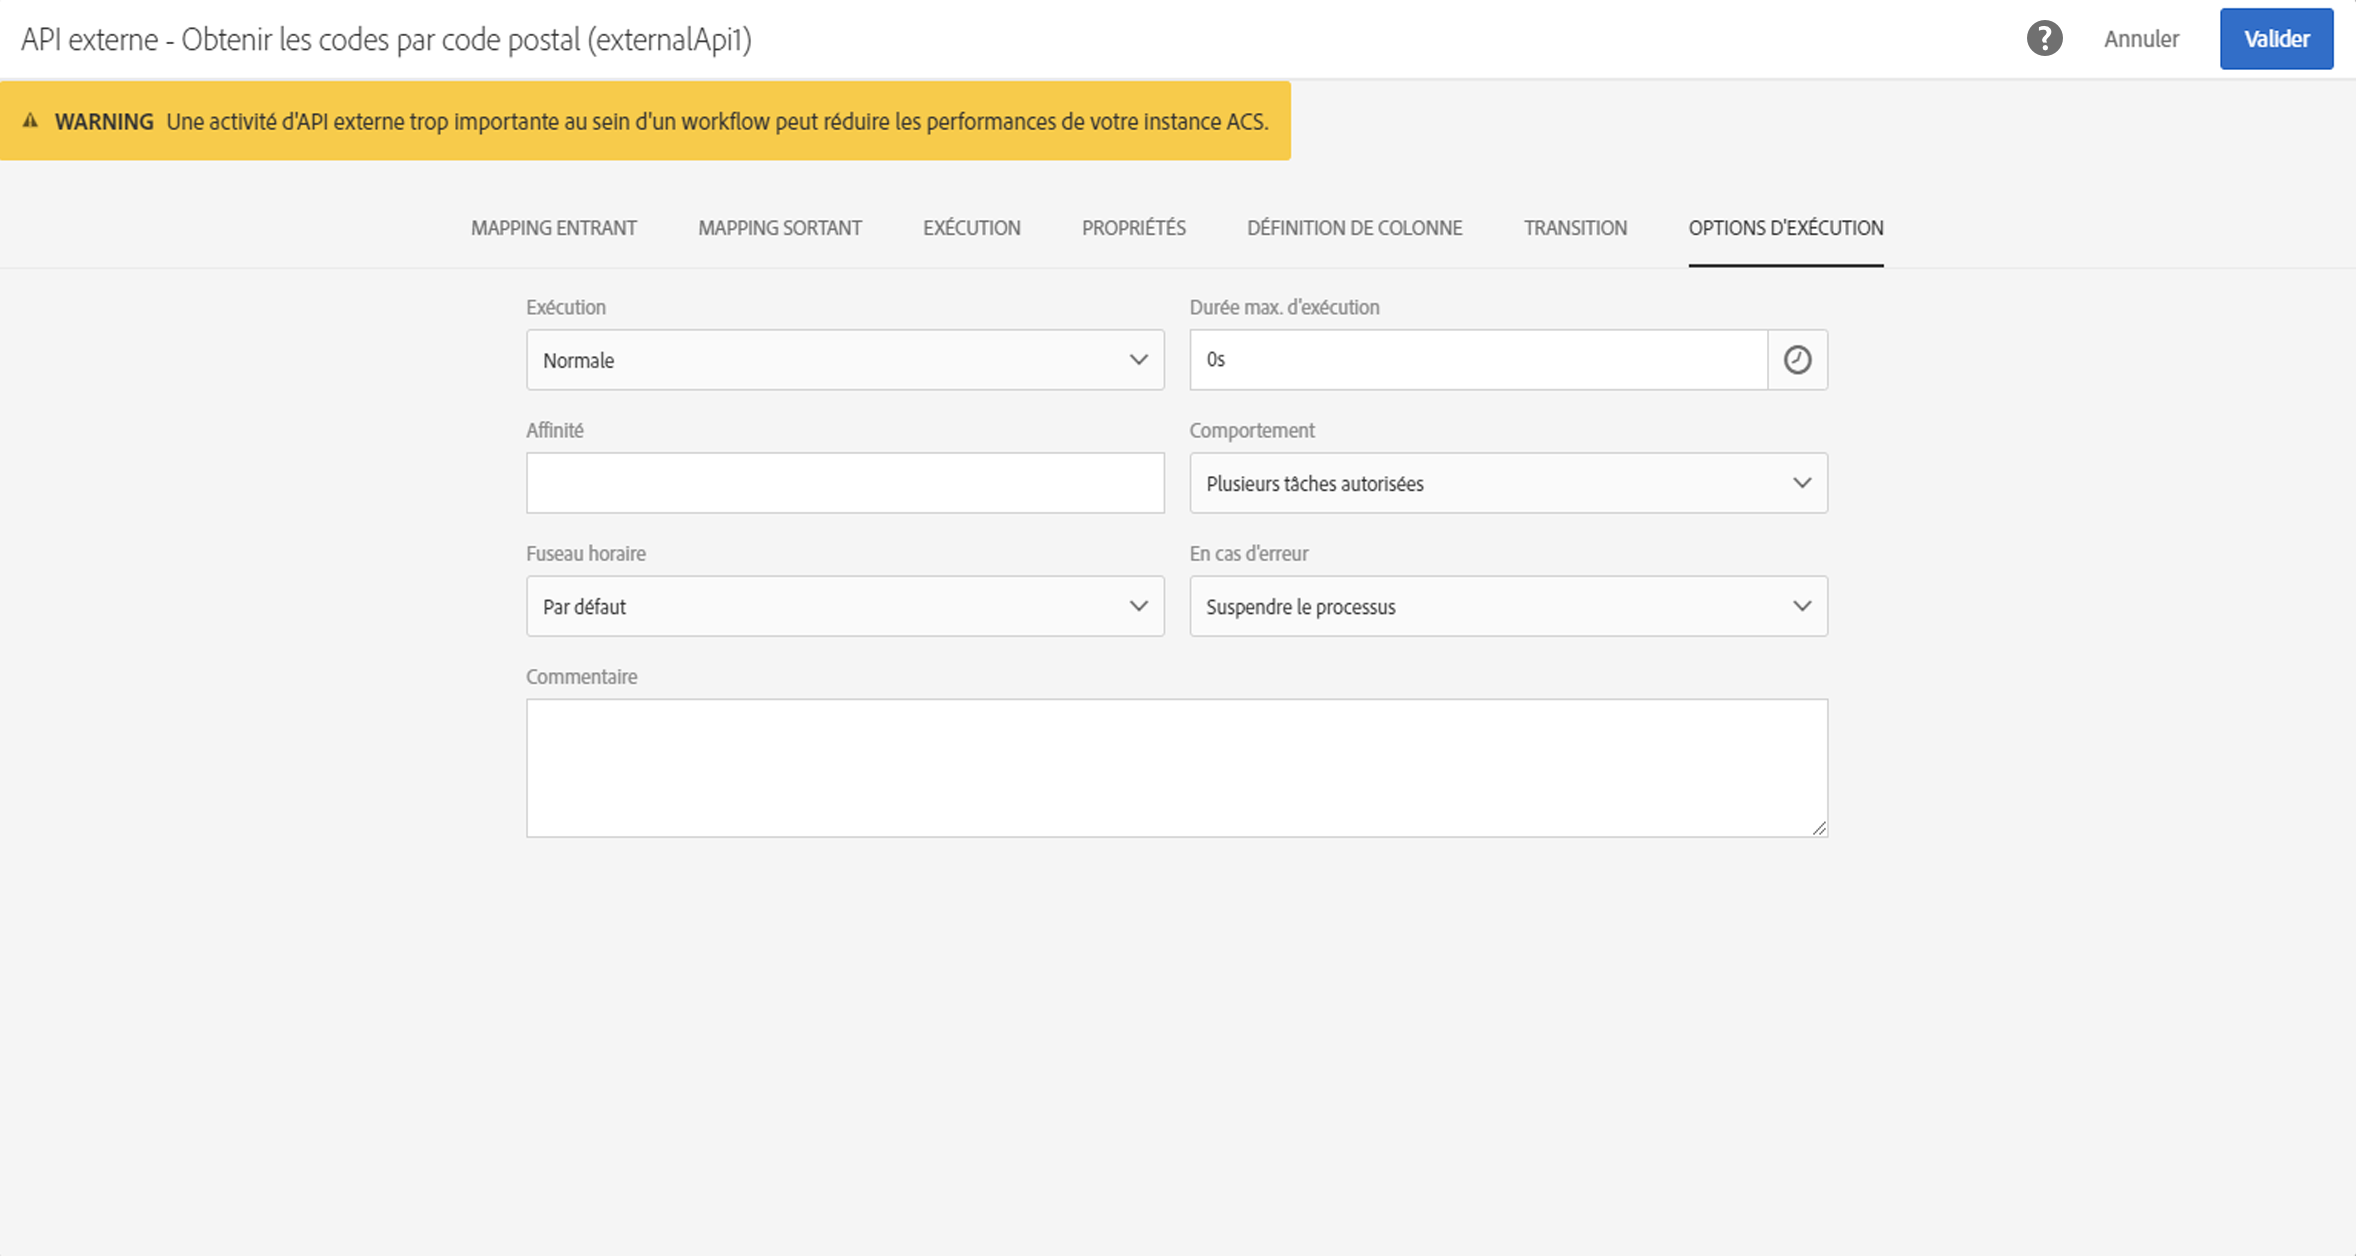 API externe - Obtenir les codes par code postal (externalApi1)
?
Annuler
Valider
WARNING Une activité d'API externe trop importante au sein d'un workflow peut réduire les performances de votre instance ACS.
MAPPING ENTRANT
MAPPING SORTANT
EXÉCUTION
PROPRIÉTÉS
DÉFINITION DE COLONNE
TRANSITION
OPTIONS D'EXÉCUTION
Exécution
Normale
Durée max. d'exécution
0s
Affinité
Comportement
Plusieurs tâches autorisées
Fuseau horaire
Par défaut
En cas d'erreur
Suspendre le processus
Commentaire